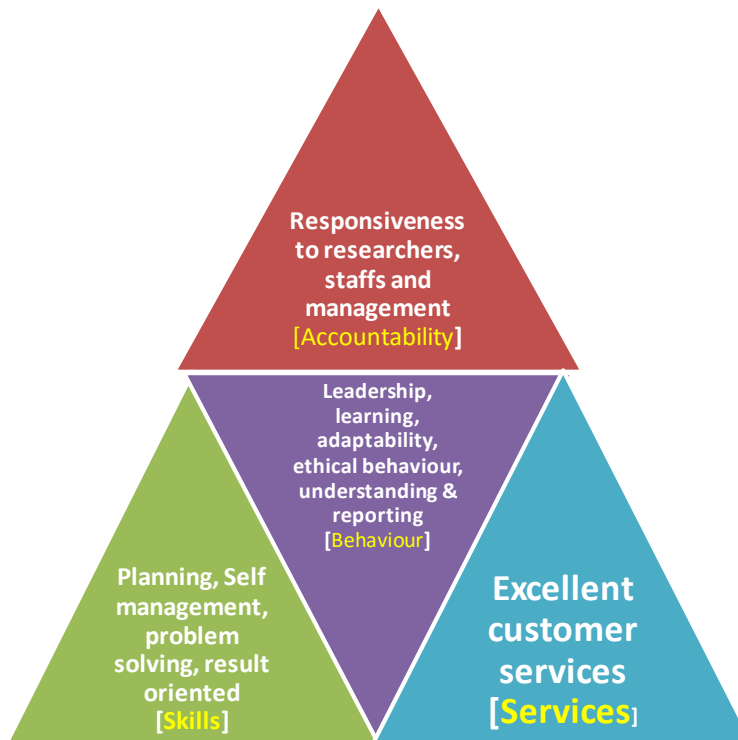 Responsiveness
to researchers,
staffs and
management
[Accountability]
Leadership,
learning,
adaptability,
ethical behaviour,
understanding &
reporting
[Behaviour]
Planning, Self
management,
problem
solving, result
oriented
[Skills]
Excellent
customer
services
[Services]